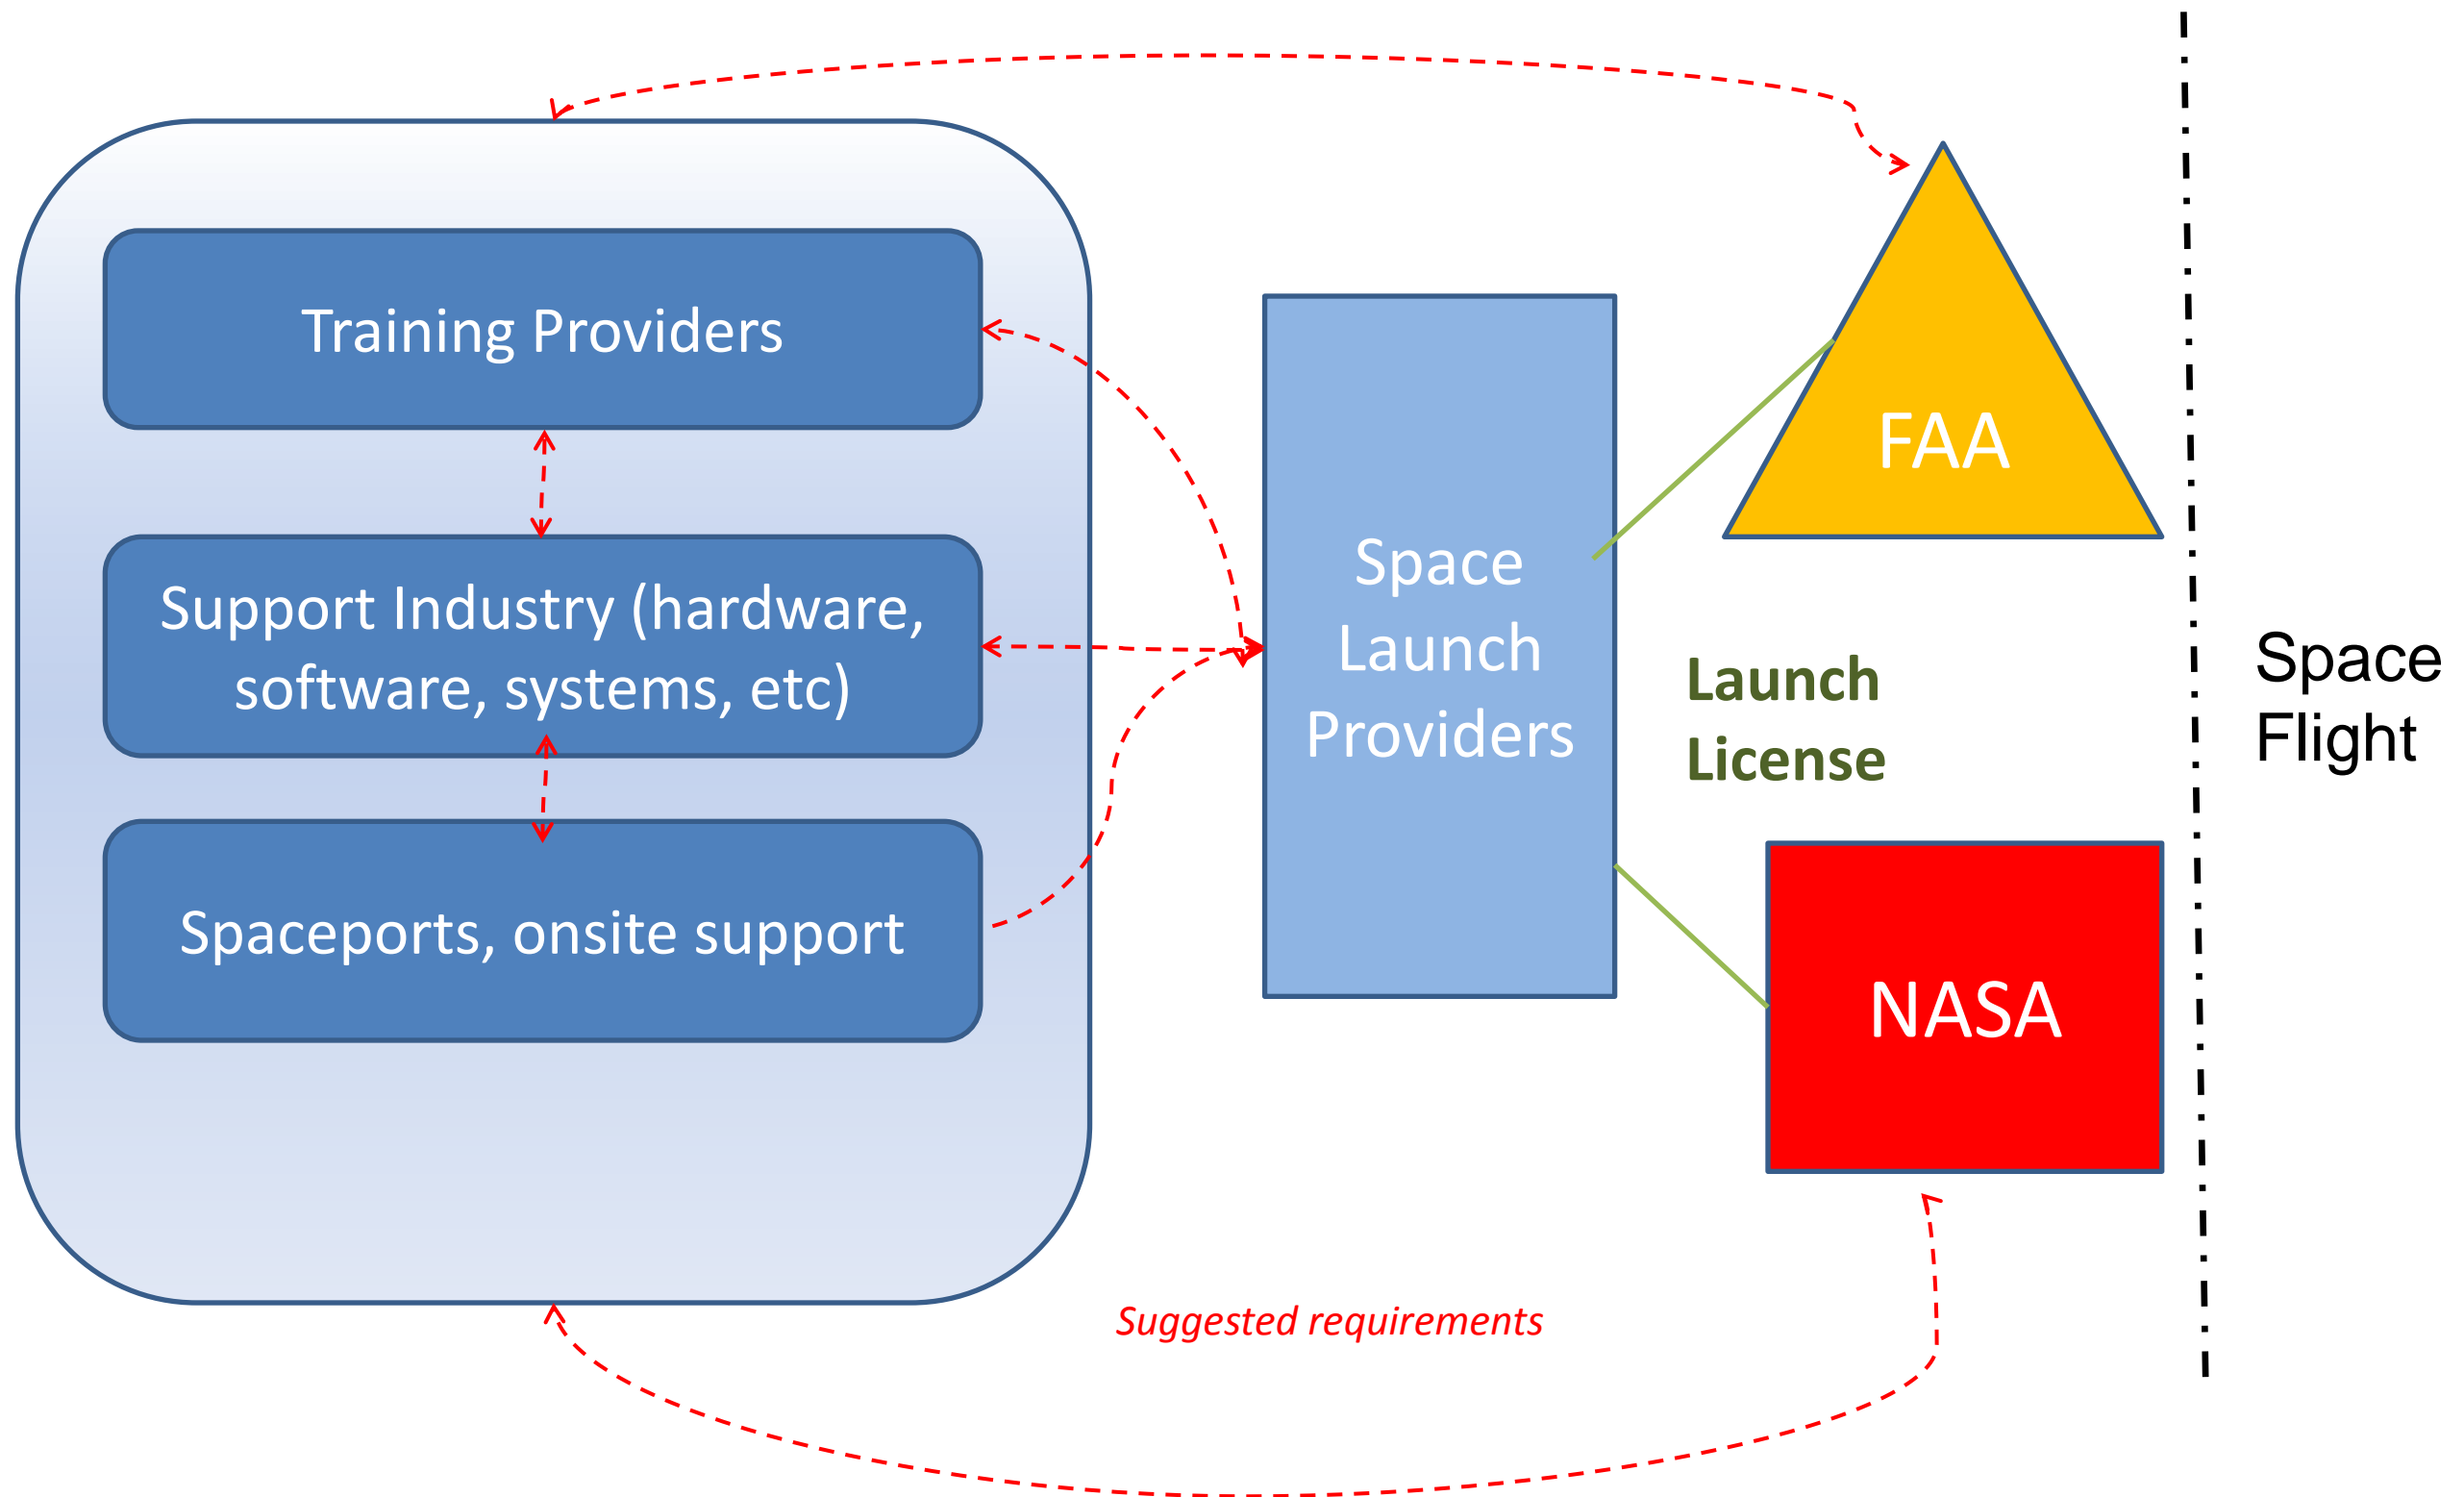 Training Providers
Support Industry (hardware,
software, systems, etc)
Spaceports, onsite support
Space
Launch
Providers
FAA
Launch
License
NASA
Space
Flight
Suggested requirements